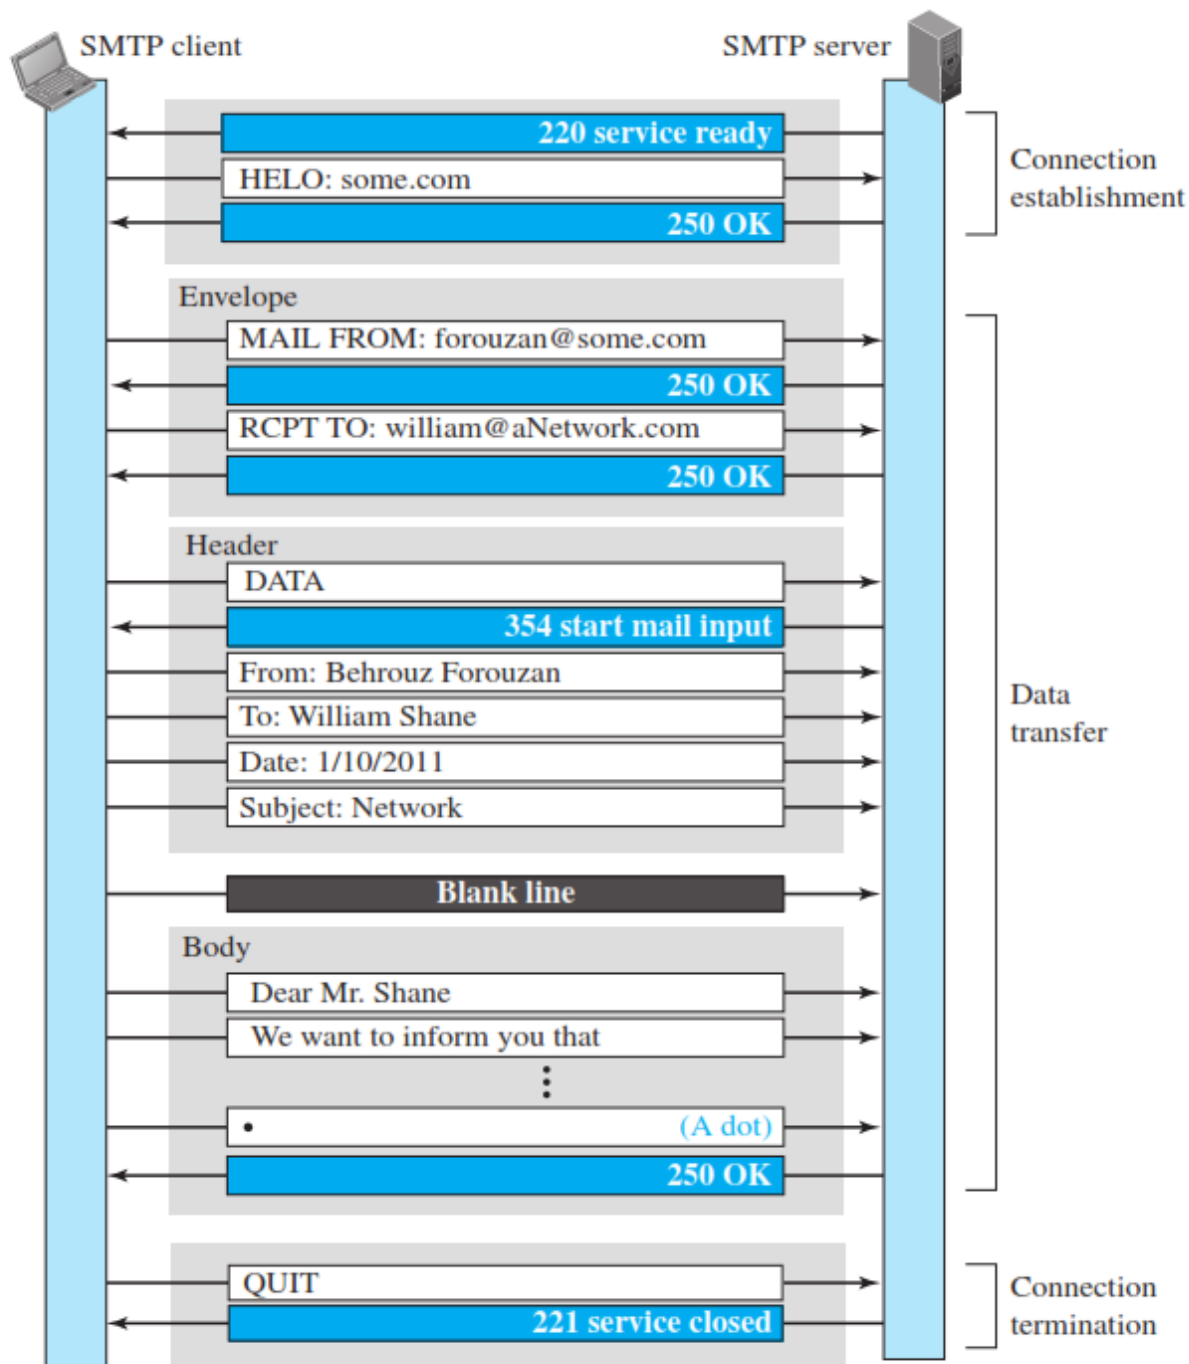 SMTP client
SMTP server
220 service ready
HELO: some.com
250 OK
Connection
establishment
Envelope
MAIL FROM: forouzan@some.com
250 OK
RCPT TO: william@aNetwork.com
250 OK
Header
DATA
354 start mail input
From: Behrouz Forouzan
To: William Shane
Date: 1/10/2011
Subject: Network
Data
transfer
Blank line
Body
Dear Mr. Shane
We want to inform you that
⋮
• (A dot)
250 OK
QUIT
221 service closed
Connection
termination